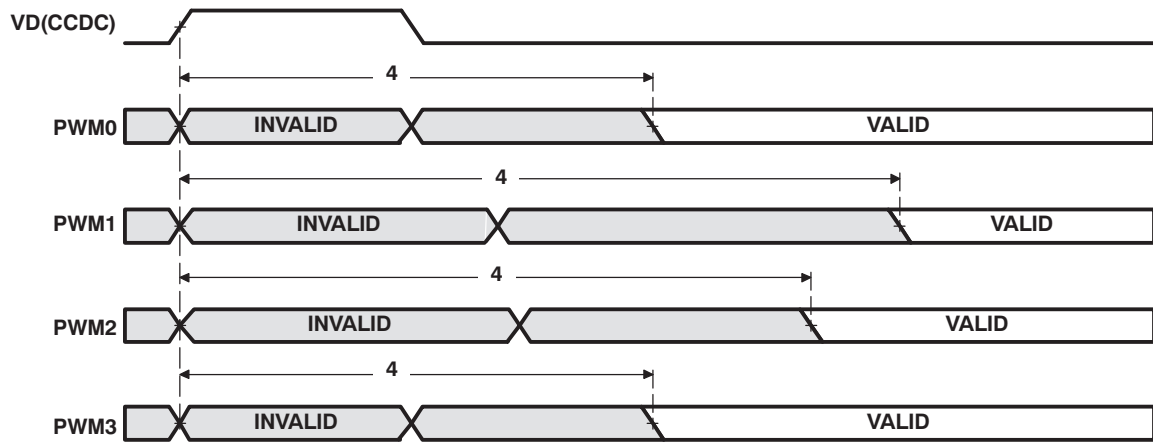 VD(CCDC)
4
PWM0
INVALID
VALID
4
PWM1
INVALID
VALID
4
PWM2
INVALID
VALID
4
PWM3
INVALID
VALID